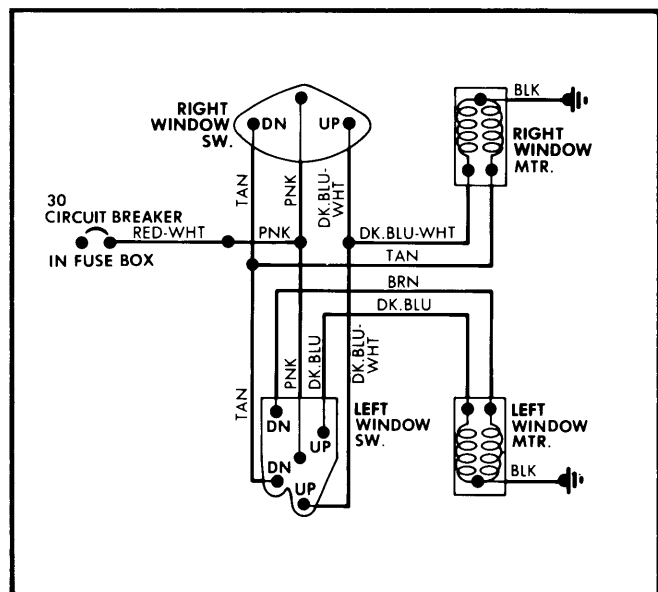 RIGHT
WINDOW
SW.
DN
UP
BLK
RIGHT
WINDOW
MTR.
TAN
PNK
DK.BLU-
WHT
30
CIRCUIT BREAKER
RED-WHT
PNK
DK.BLU-WHT
IN FUSE BOX
TAN
BRN
DK.BLU
TAN
PNK
DK.BLU
DK.BLU-
WHT
DN
UP
DN
UP
LEFT
WINDOW
SW.
LEFT
WINDOW
MTR.
BLK